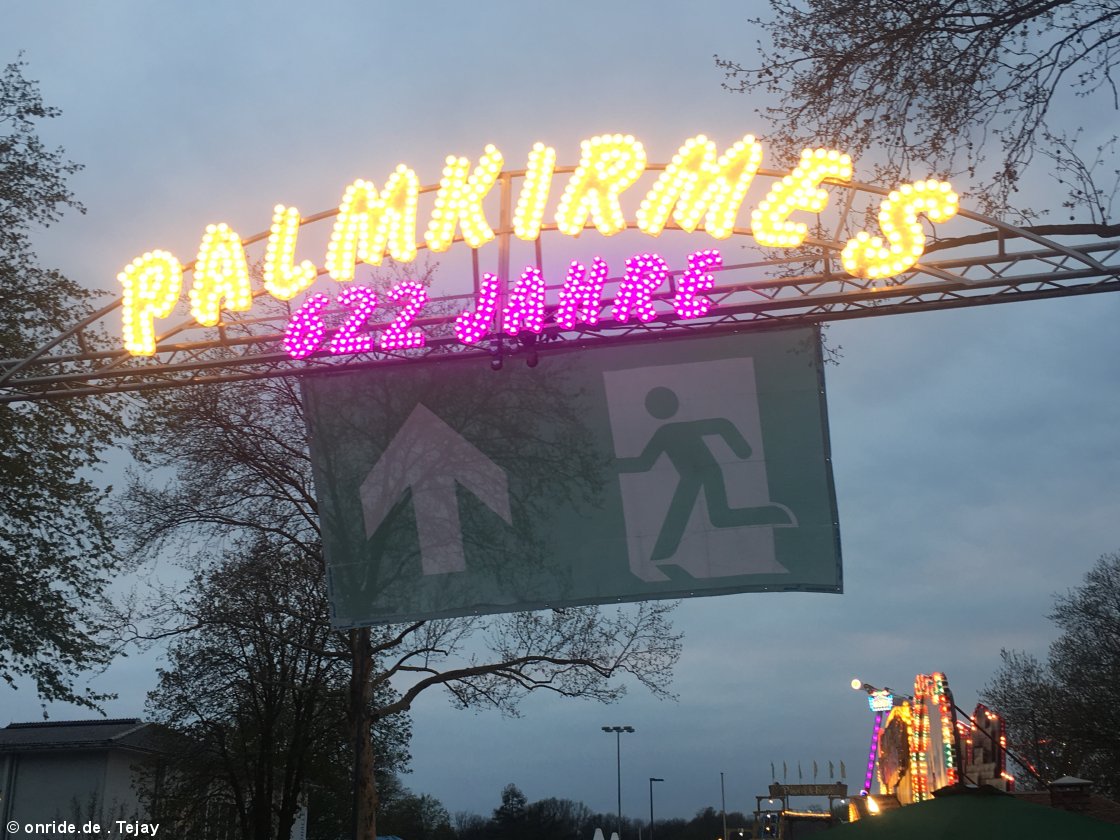 PALMKIRMES
622 JAHRE
© onride.de . Tejay